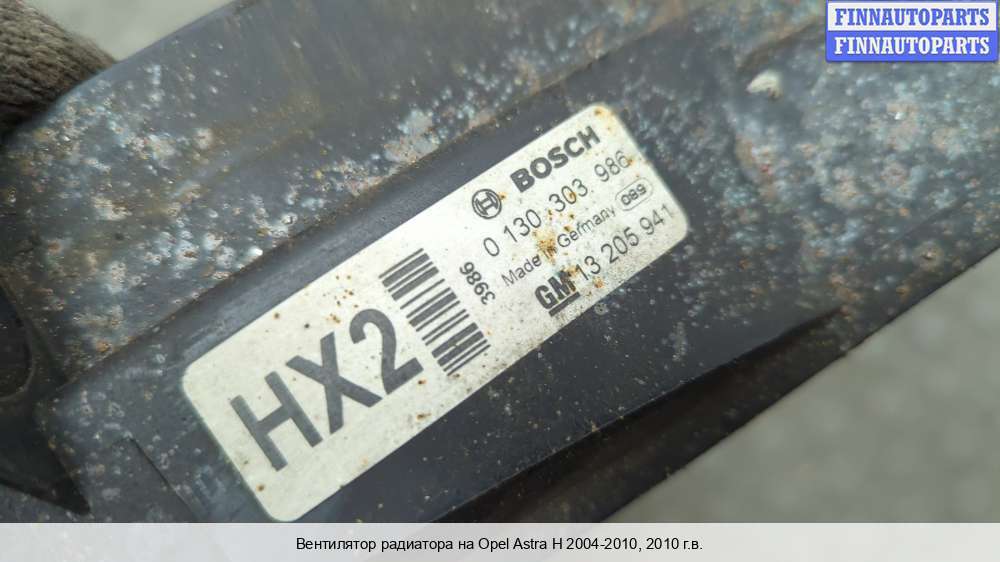 FINNAUTOPARTS
FINNAUTOPARTS
BOSCH
0 130 303 986
Made in Germany 089
GM 13 205 941
3986
HX2
Вентилятор радиатора на Opel Astra H 2004-2010, 2010 г.в.